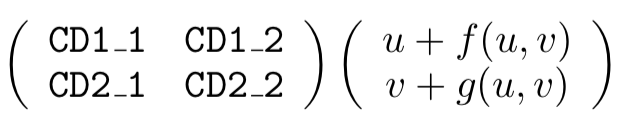 ( CD1_1 CD1_2 ) ( u + f(u, v) )
( CD2_1 CD2_2 ) ( v + g(u, v) )